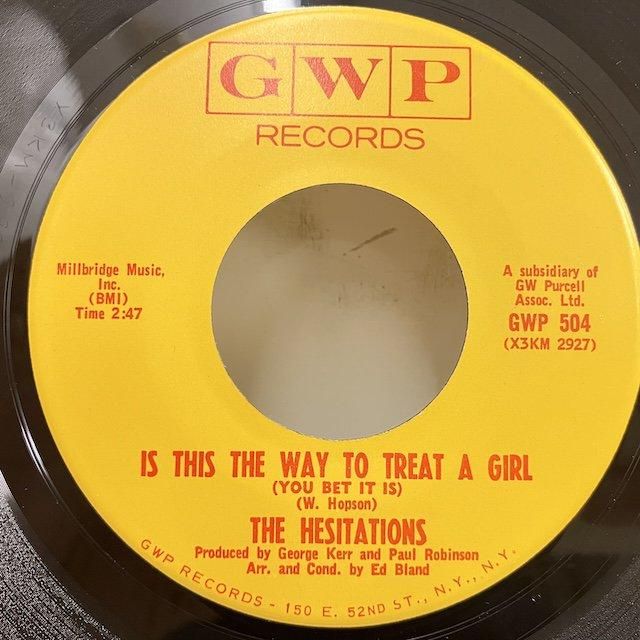 GWP
RECORDS
Millbridge Music,
Inc.
(BMI)
Time 2:47
A subsidiary of
GW Purcell
Assoc. Ltd.
GWP 504
(X3KM 2927)
IS THIS THE WAY TO TREAT A GIRL
(YOU BET IT IS)
(W. Hopson)
THE HESITATIONS
Produced by George Kerr and Paul Robinson
Arr. and Cond. by Ed Bland
GWP RECORDS - 150 E. 52ND ST., N.Y., N.Y.